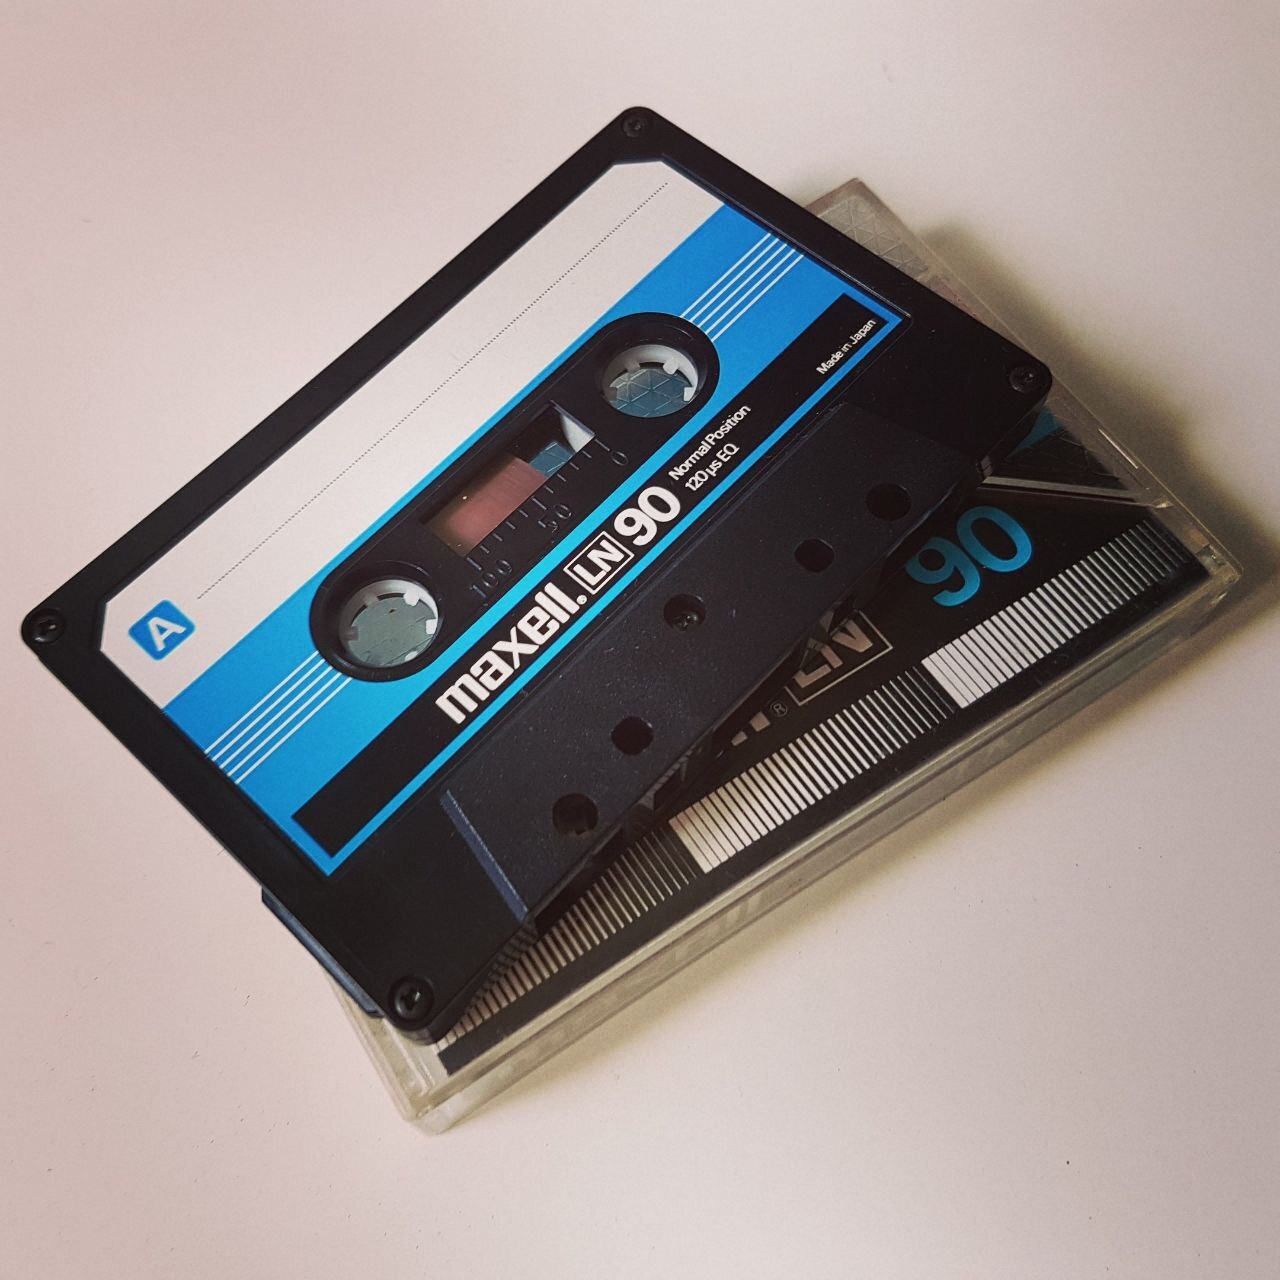 A
0
50
100
maxell® LN 90
Normal Position
120 µs EQ
Made in Japan
® LN 90